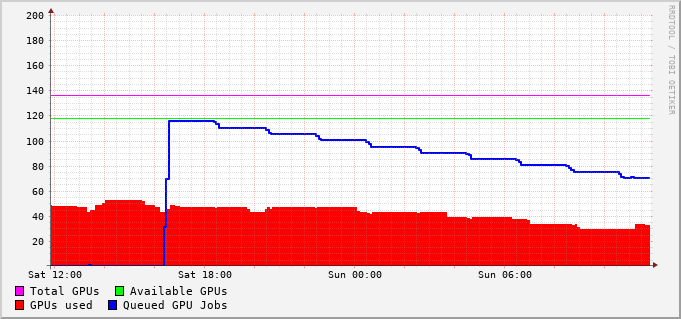 200
180
160
140
120
100
80
60
40
20
Sat 12:00 Sat 18:00 Sun 00:00 Sun 06:00
Total GPUs Available GPUs
GPUs used Queued GPU Jobs
RRDTOOL / TOBI OETIKER